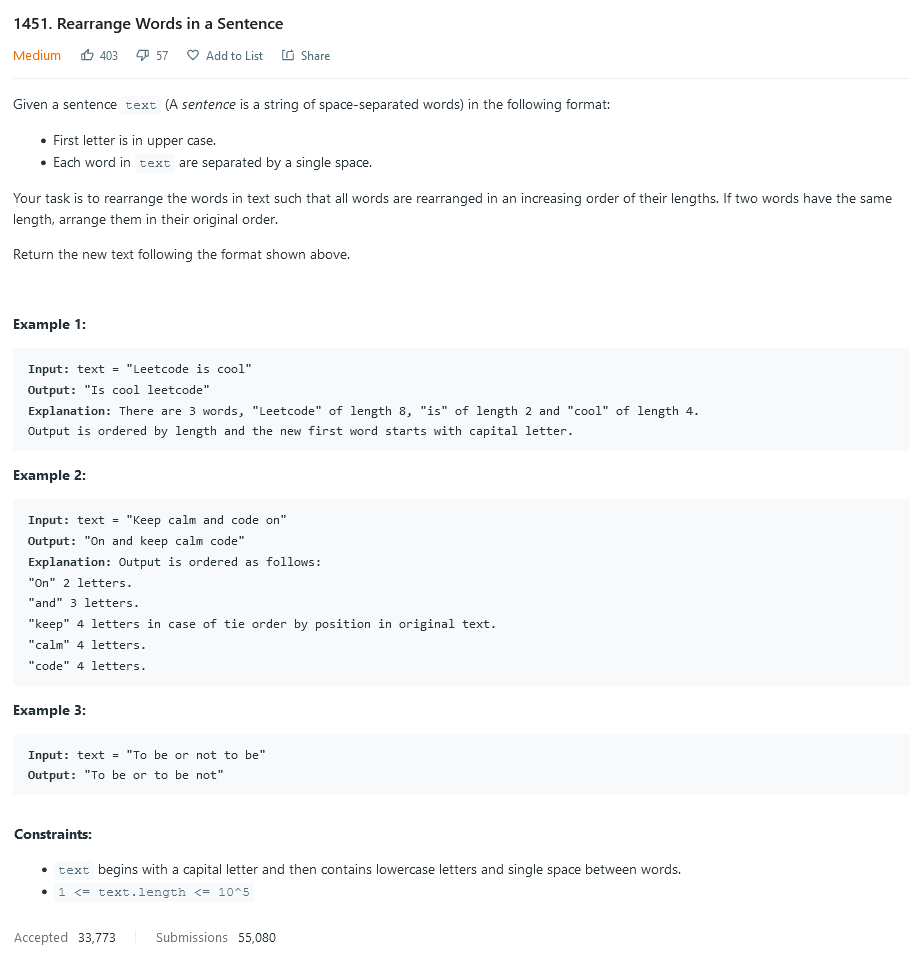 1451. Rearrange Words in a Sentence
Medium 403 57 Add to List Share
Given a sentence text (A sentence is a string of space-separated words) in the following format:
• First letter is in upper case.
• Each word in text are separated by a single space.
Your task is to rearrange the words in text such that all words are rearranged in an increasing order of their lengths. If two words have the same
length, arrange them in their original order.
Return the new text following the format shown above.
Example 1:
Input: text = "Leetcode is cool"
Output: "Is cool leetcode"
Explanation: There are 3 words, "Leetcode" of length 8, "is" of length 2 and "cool" of length 4.
Output is ordered by length and the new first word starts with capital letter.
Example 2:
Input: text = "Keep calm and code on"
Output: "On and keep calm code"
Explanation: Output is ordered as follows:
"On" 2 letters.
"and" 3 letters.
"keep" 4 letters in case of tie order by position in original text.
"calm" 4 letters.
"code" 4 letters.
Example 3:
Input: text = "To be or not to be"
Output: "To be or to be not"
Constraints:
• text begins with a capital letter and then contains lowercase letters and single space between words.
• 1 <= text.length <= 10^5
Accepted 33,773 Submissions 55,080